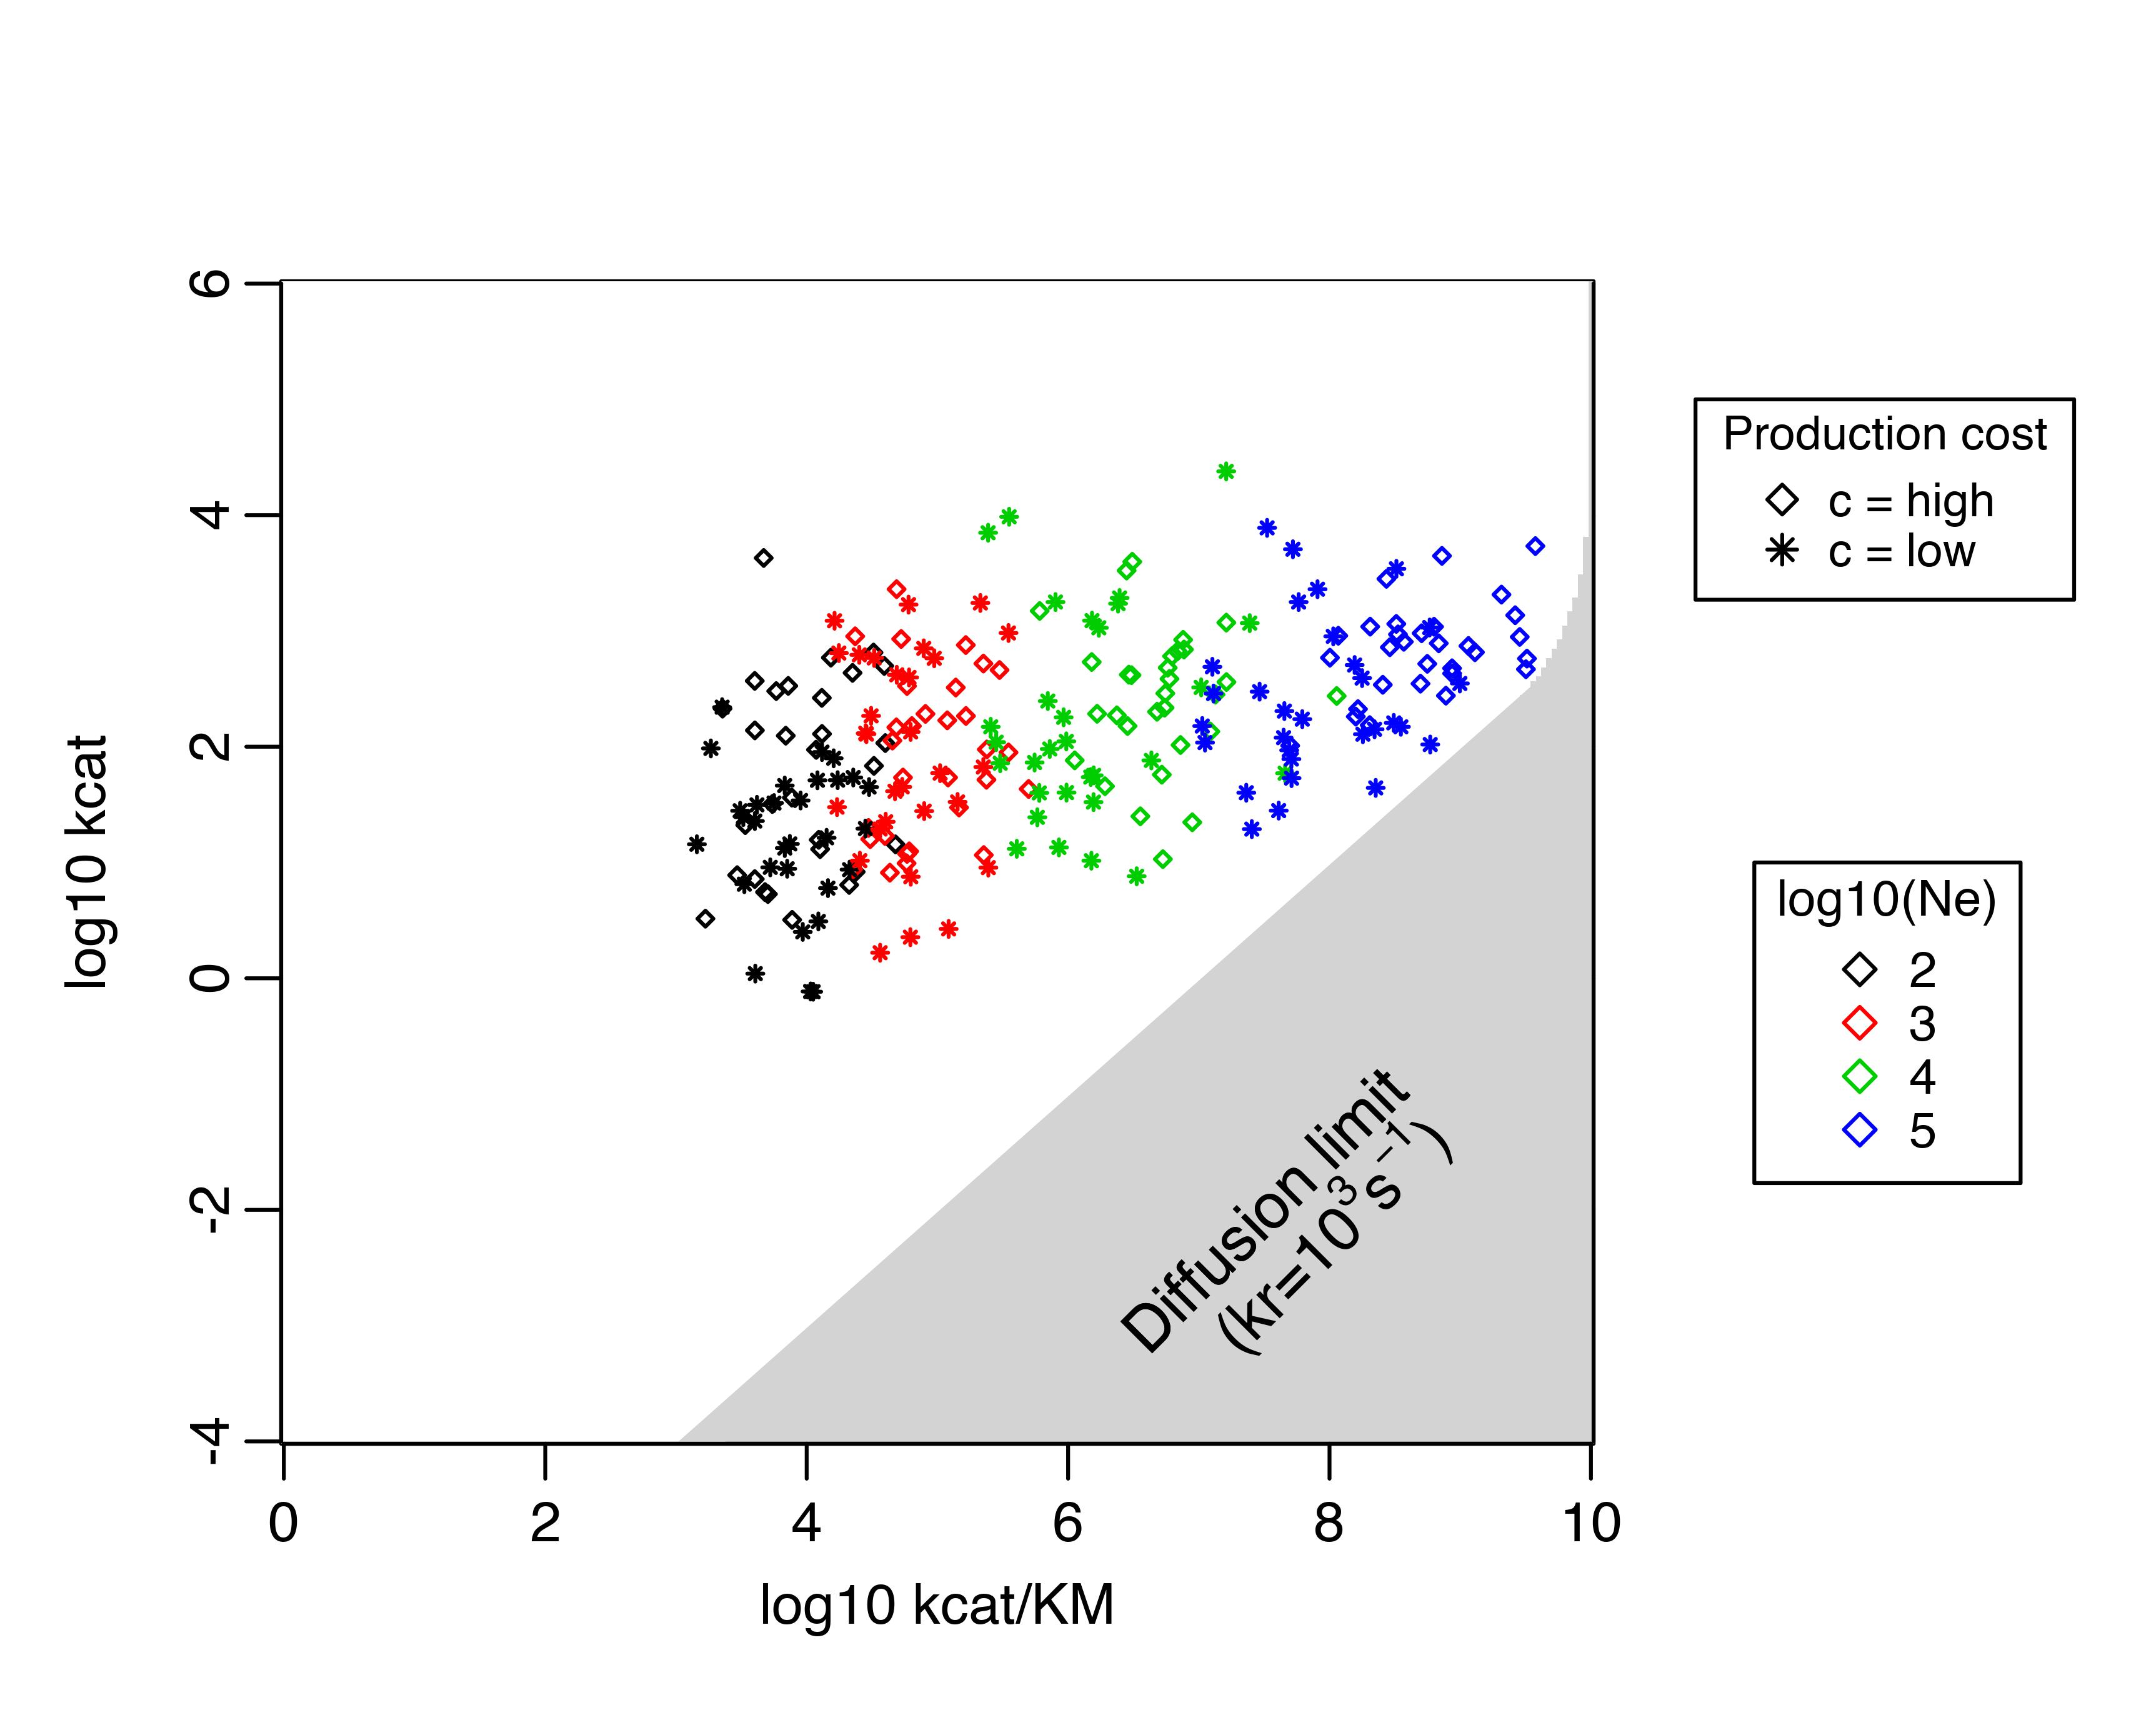 6
4
2
0
-2
-4
log10 kcat
0 2 4 6 8 10
log10 kcat/KM
Diffusion limit
(kr=10³s⁻¹)
Production cost
c = high
c = low
log10(Ne)
2
3
4
5